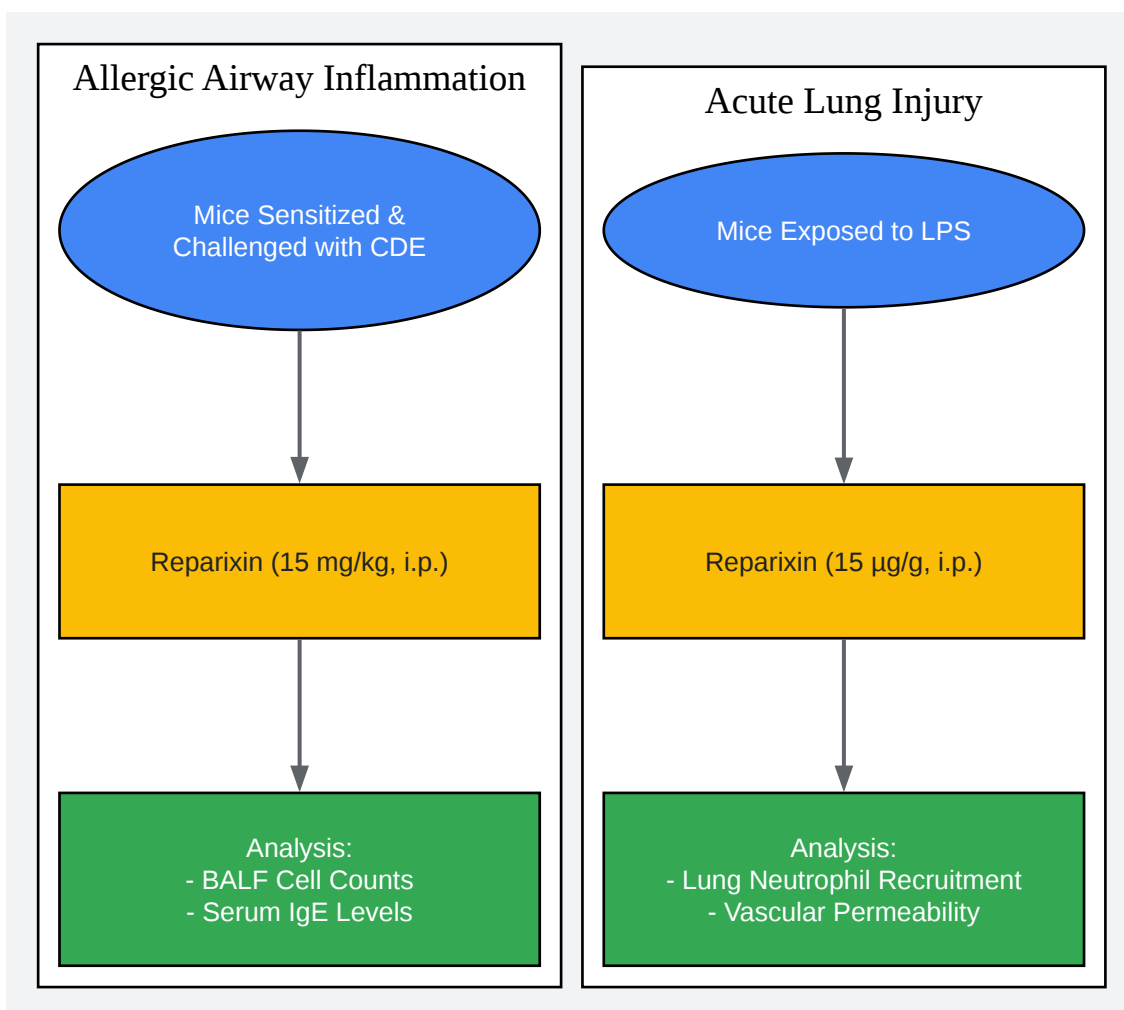 Allergic Airway Inflammation
Mice Sensitized &
Challenged with CDE
Reparixin (15 mg/kg, i.p.)
Analysis:
- BALF Cell Counts
- Serum IgE Levels
Acute Lung Injury
Mice Exposed to LPS
Reparixin (15 µg/g, i.p.)
Analysis:
- Lung Neutrophil Recruitment
- Vascular Permeability